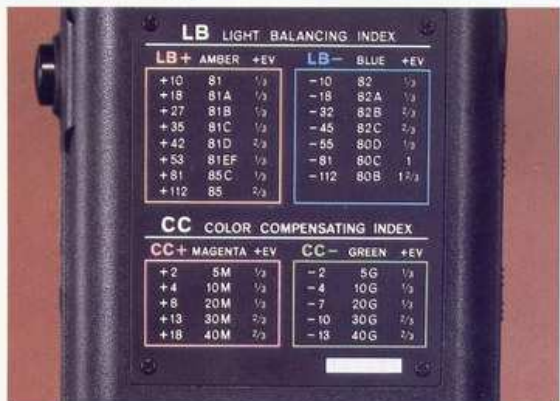 LB LIGHT BALANCING INDEX
LB+ AMBER +EV
+10 81 1/3
+18 81A 1/3
+27 81B 1/3
+35 81C 1/3
+42 81D 2/3
+53 81EF
+81 85C 1/3
+112 85 2/3
LB− BLUE +EV
−10 82 1/3
−18 82A 1/3
−32 82B 2/3
−45 82C 2/3
−55 80D 1/3
−81 80C 1
−112 80B 1 2/3
CC COLOR COMPENSATING INDEX
CC+ MAGENTA +EV
+2 5M 1/3
+4 10M 1/3
+8 20M 1/3
+13 30M 2/3
+18 40M 2/3
CC− GREEN +EV
−2 5G 1/3
−4 10G 1/3
−7 20G 1/3
−10 30G 2/3
−13 40G 2/3